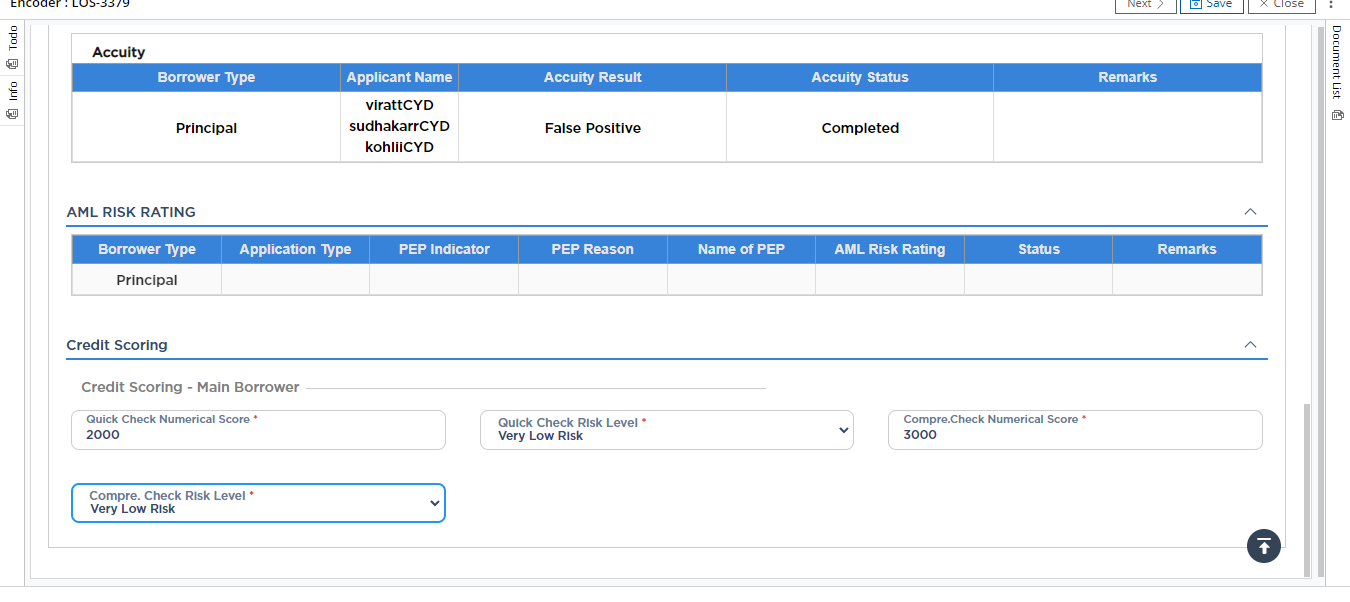 Encoder : LOS-3379
Next
Save
Close
Todo
Info
Document List
Accuity
Borrower Type Applicant Name Accuity Result Accuity Status Remarks
Principal virattCYD sudhakarrCYD kohliiCYD False Positive Completed
AML RISK RATING
Borrower Type Application Type PEP Indicator PEP Reason Name of PEP AML Risk Rating Status Remarks
Principal
Credit Scoring
Credit Scoring - Main Borrower
Quick Check Numerical Score *
2000
Quick Check Risk Level *
Very Low Risk
Compre.Check Numerical Score *
3000
Compre. Check Risk Level *
Very Low Risk